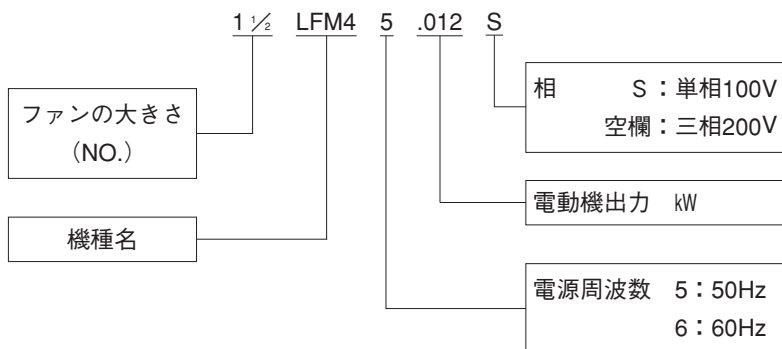 1 1/2 LFM4 5 .012 S
ファンの大きさ
（NO.）
機種名
相 S：単相100V
空欄：三相200V
電動機出力 ㎾
電源周波数 5：50Hz
6：60Hz